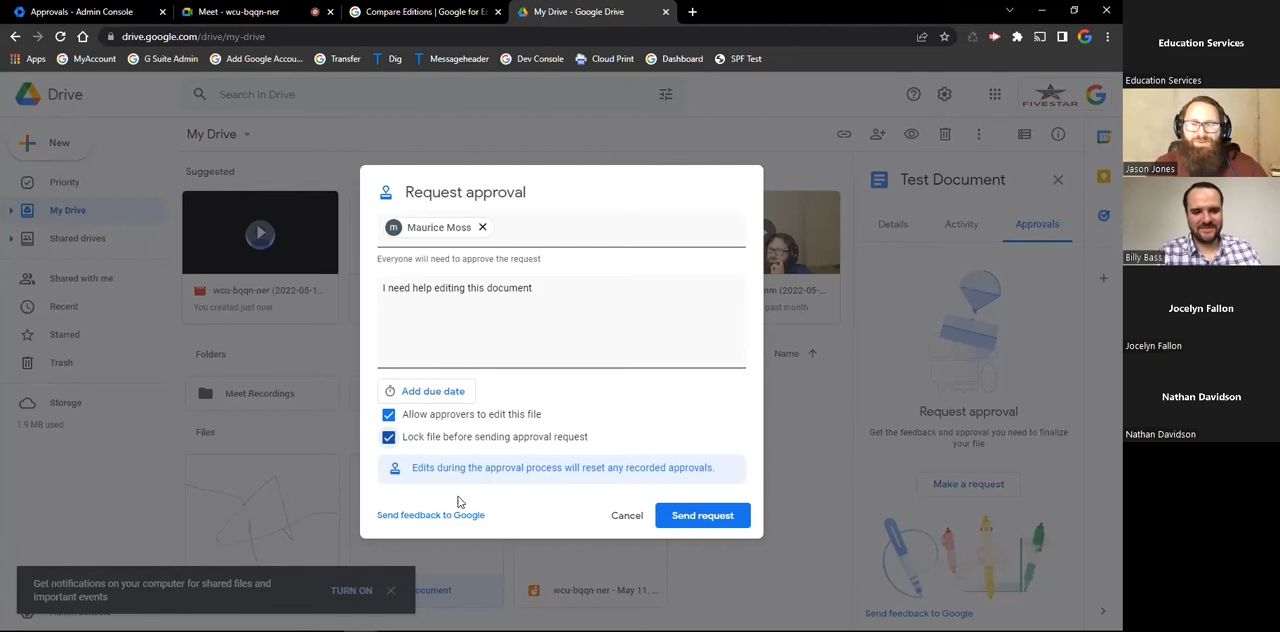 Approvals - Admin Console
Meet - wcu-bqqn-ner
Compare Editions | Google for Ec
My Drive - Google Drive
drive.google.com/drive/my-drive
Apps
MyAccount
G Suite Admin
Add Google Accou...
Transfer
Dig
Messageheader
Dev Console
Cloud Print
Dashboard
SPF Test
Drive
Search in Drive
FIVESTAR
New
Priority
My Drive
Shared drives
Shared with me
Recent
Starred
Trash
Storage
1.9 MB used
My Drive
Suggested
wcu-bqqn-ner (2022-05-1...
You created just now
nm (2022-05-...
past month
Folders
Name
Meet Recordings
Files
ocument
wcu-bqqn-ner - May 11, ...
Request approval
m
Maurice Moss
Everyone will need to approve the request
I need help editing this document
Add due date
Allow approvers to edit this file
Lock file before sending approval request
Edits during the approval process will reset any recorded approvals.
Send feedback to Google
Cancel
Send request
Test Document
Details
Activity
Approvals
Request approval
Get the feedback and approval you need to finalize
your file
Make a request
Send feedback to Google
Get notifications on your computer for shared files and
important events
TURN ON
Education Services
Education Services
Jason Jones
Billy Bass
Jocelyn Fallon
Jocelyn Fallon
Nathan Davidson
Nathan Davidson